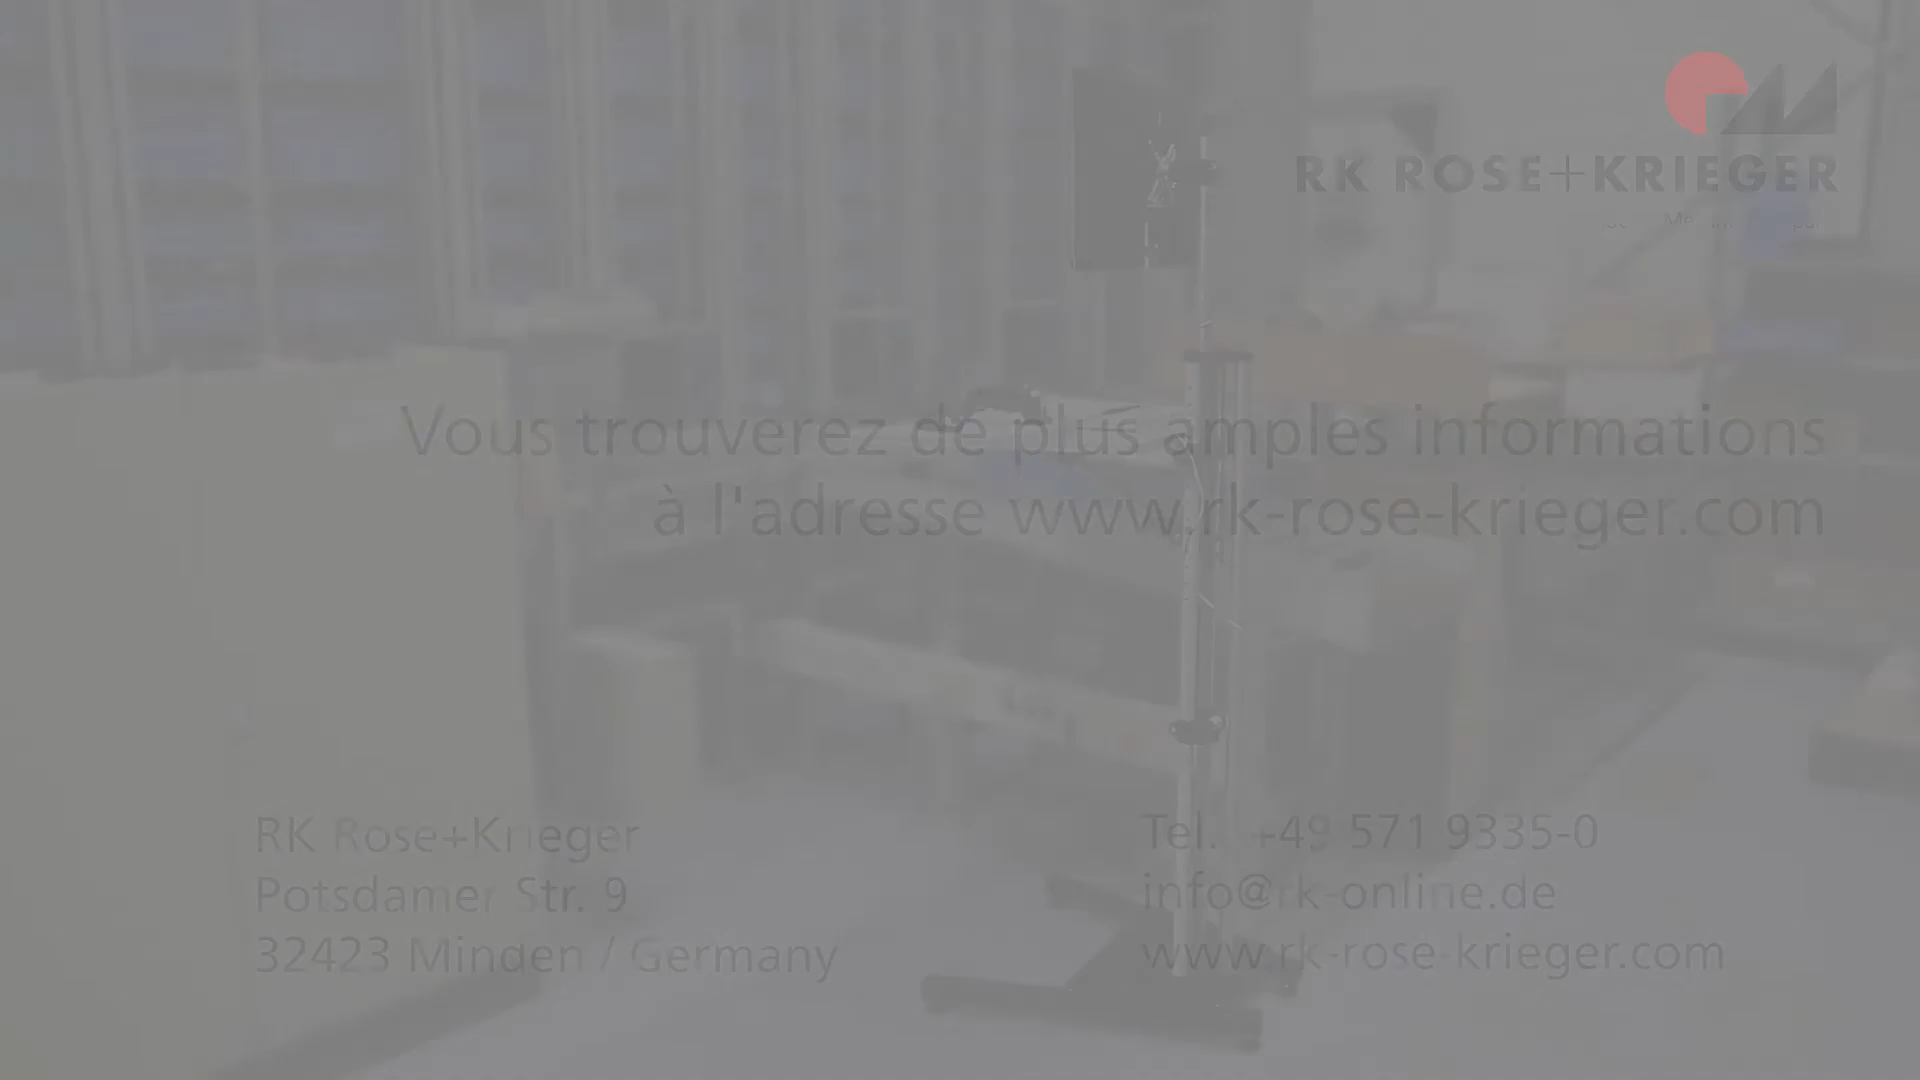 RK ROSE+KRIEGER
Vous trouverez de plus amples informations
à l'adresse www.rk-rose-krieger.com
RK Rose+Krieger
Potsdamer Str. 9
32423 Minden / Germany
Tel. +49 571 9335-0
info@rk-online.de
www.rk-rose-krieger.com